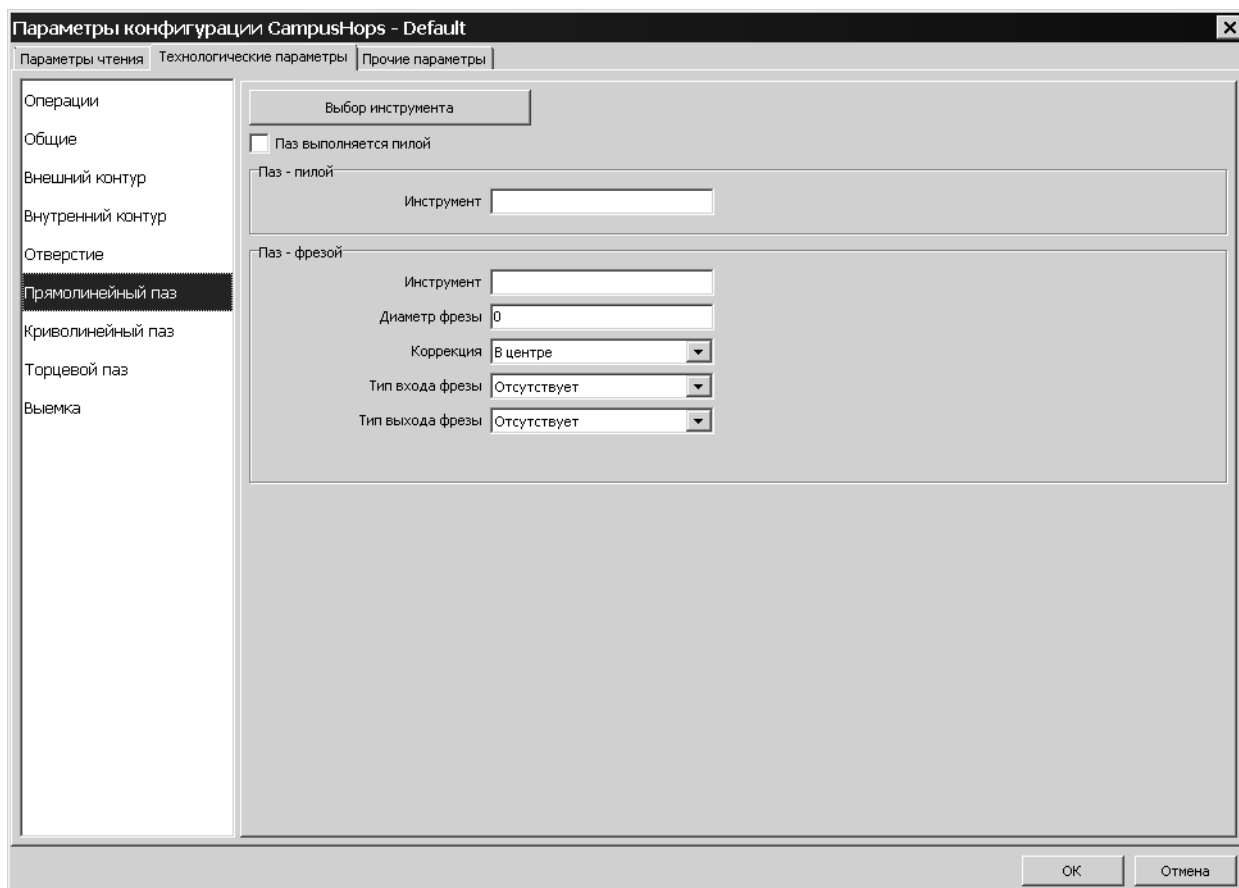 Параметры конфигурации CampusHops - Default
Параметры чтения Технологические параметры Прочие параметры
Операции
Общие
Внешний контур
Внутренний контур
Отверстие
Прямолинейный паз
Криволинейный паз
Торцевой паз
Выемка
Выбор инструмента
Паз выполняется пилой
Паз - пилой
Инструмент
Паз - фрезой
Инструмент
Диаметр фрезы 0
Коррекция В центре
Тип входа фрезы Отсутствует
Тип выхода фрезы Отсутствует
ОК Отмена